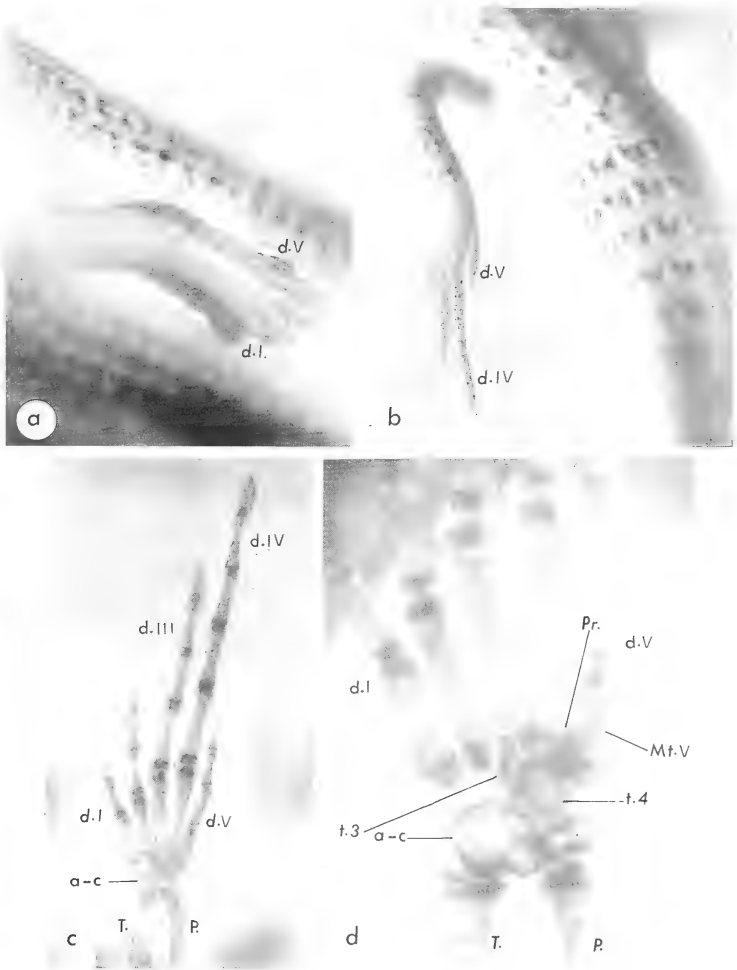 d.V
d.I.
a
d.V
d.IV
b
d.IV
d.III
d.I
d.V
a-c
T. P.
c
Pr.
d.V
d.I
Mt.V
t.4
t.3
a-c
T. P.
d